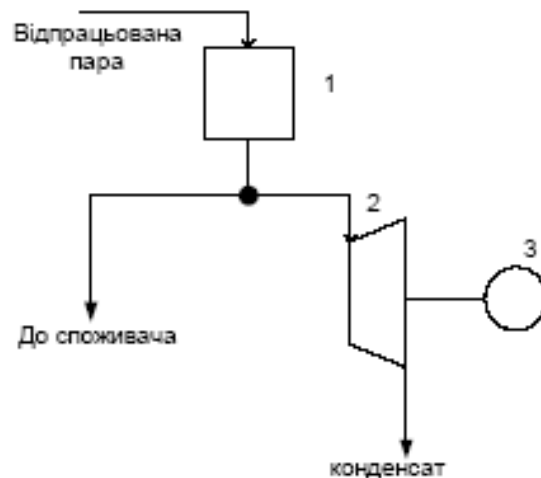 Відпрацьована
пара
1
2
3
До споживача
конденсат